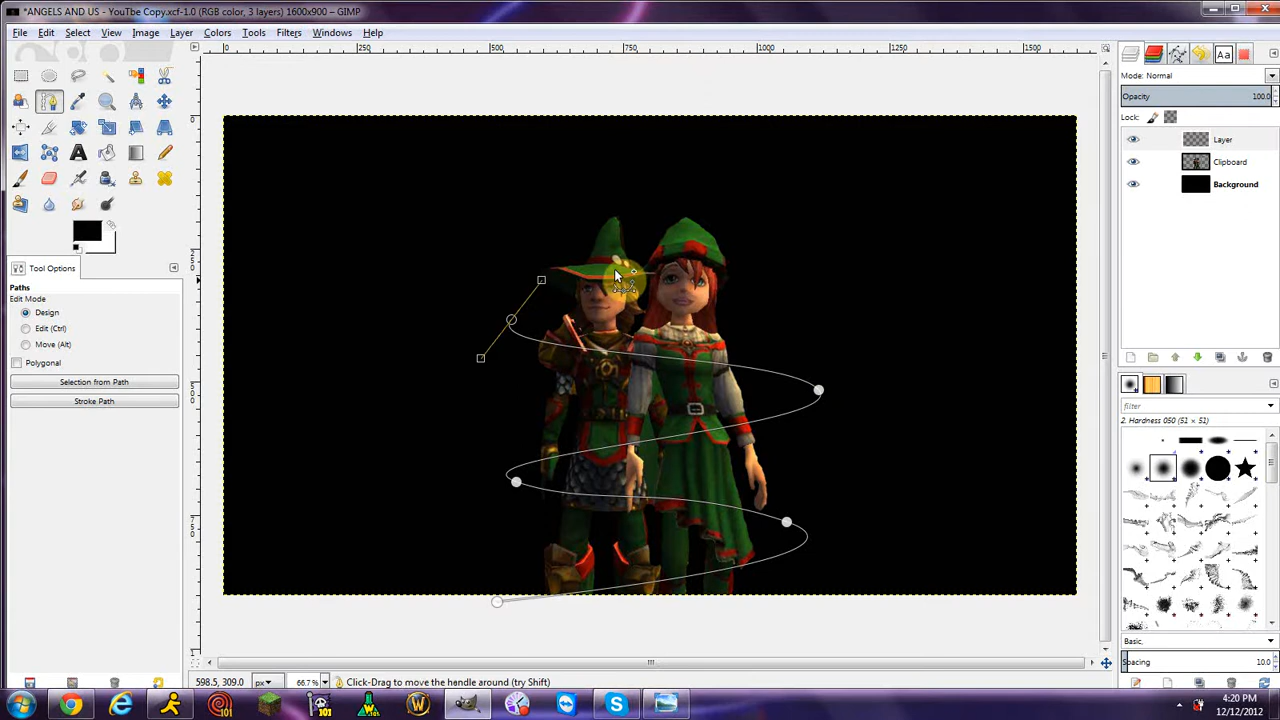 *ANGELS AND US - YouTbe Copy.xcf-1.0 (RGB color, 3 layers) 1600x900 – GIMP
File Edit Select View Image Layer Colors Tools Filters Windows Help
0 250 500 750 1000 1250 1500
Mode: Normal
Opacity 100.0
Lock:
Layer
Clipboard
Background
Tool Options
Paths
Edit Mode
Design
Edit (Ctrl)
Move (Alt)
Polygonal
Selection from Path
Stroke Path
filter
2. Hardness 050 (51 × 51)
Basic,
Spacing 10.0
598.5, 309.0 px 66.7% Click-Drag to move the handle around (try Shift)
4:20 PM
12/12/2012